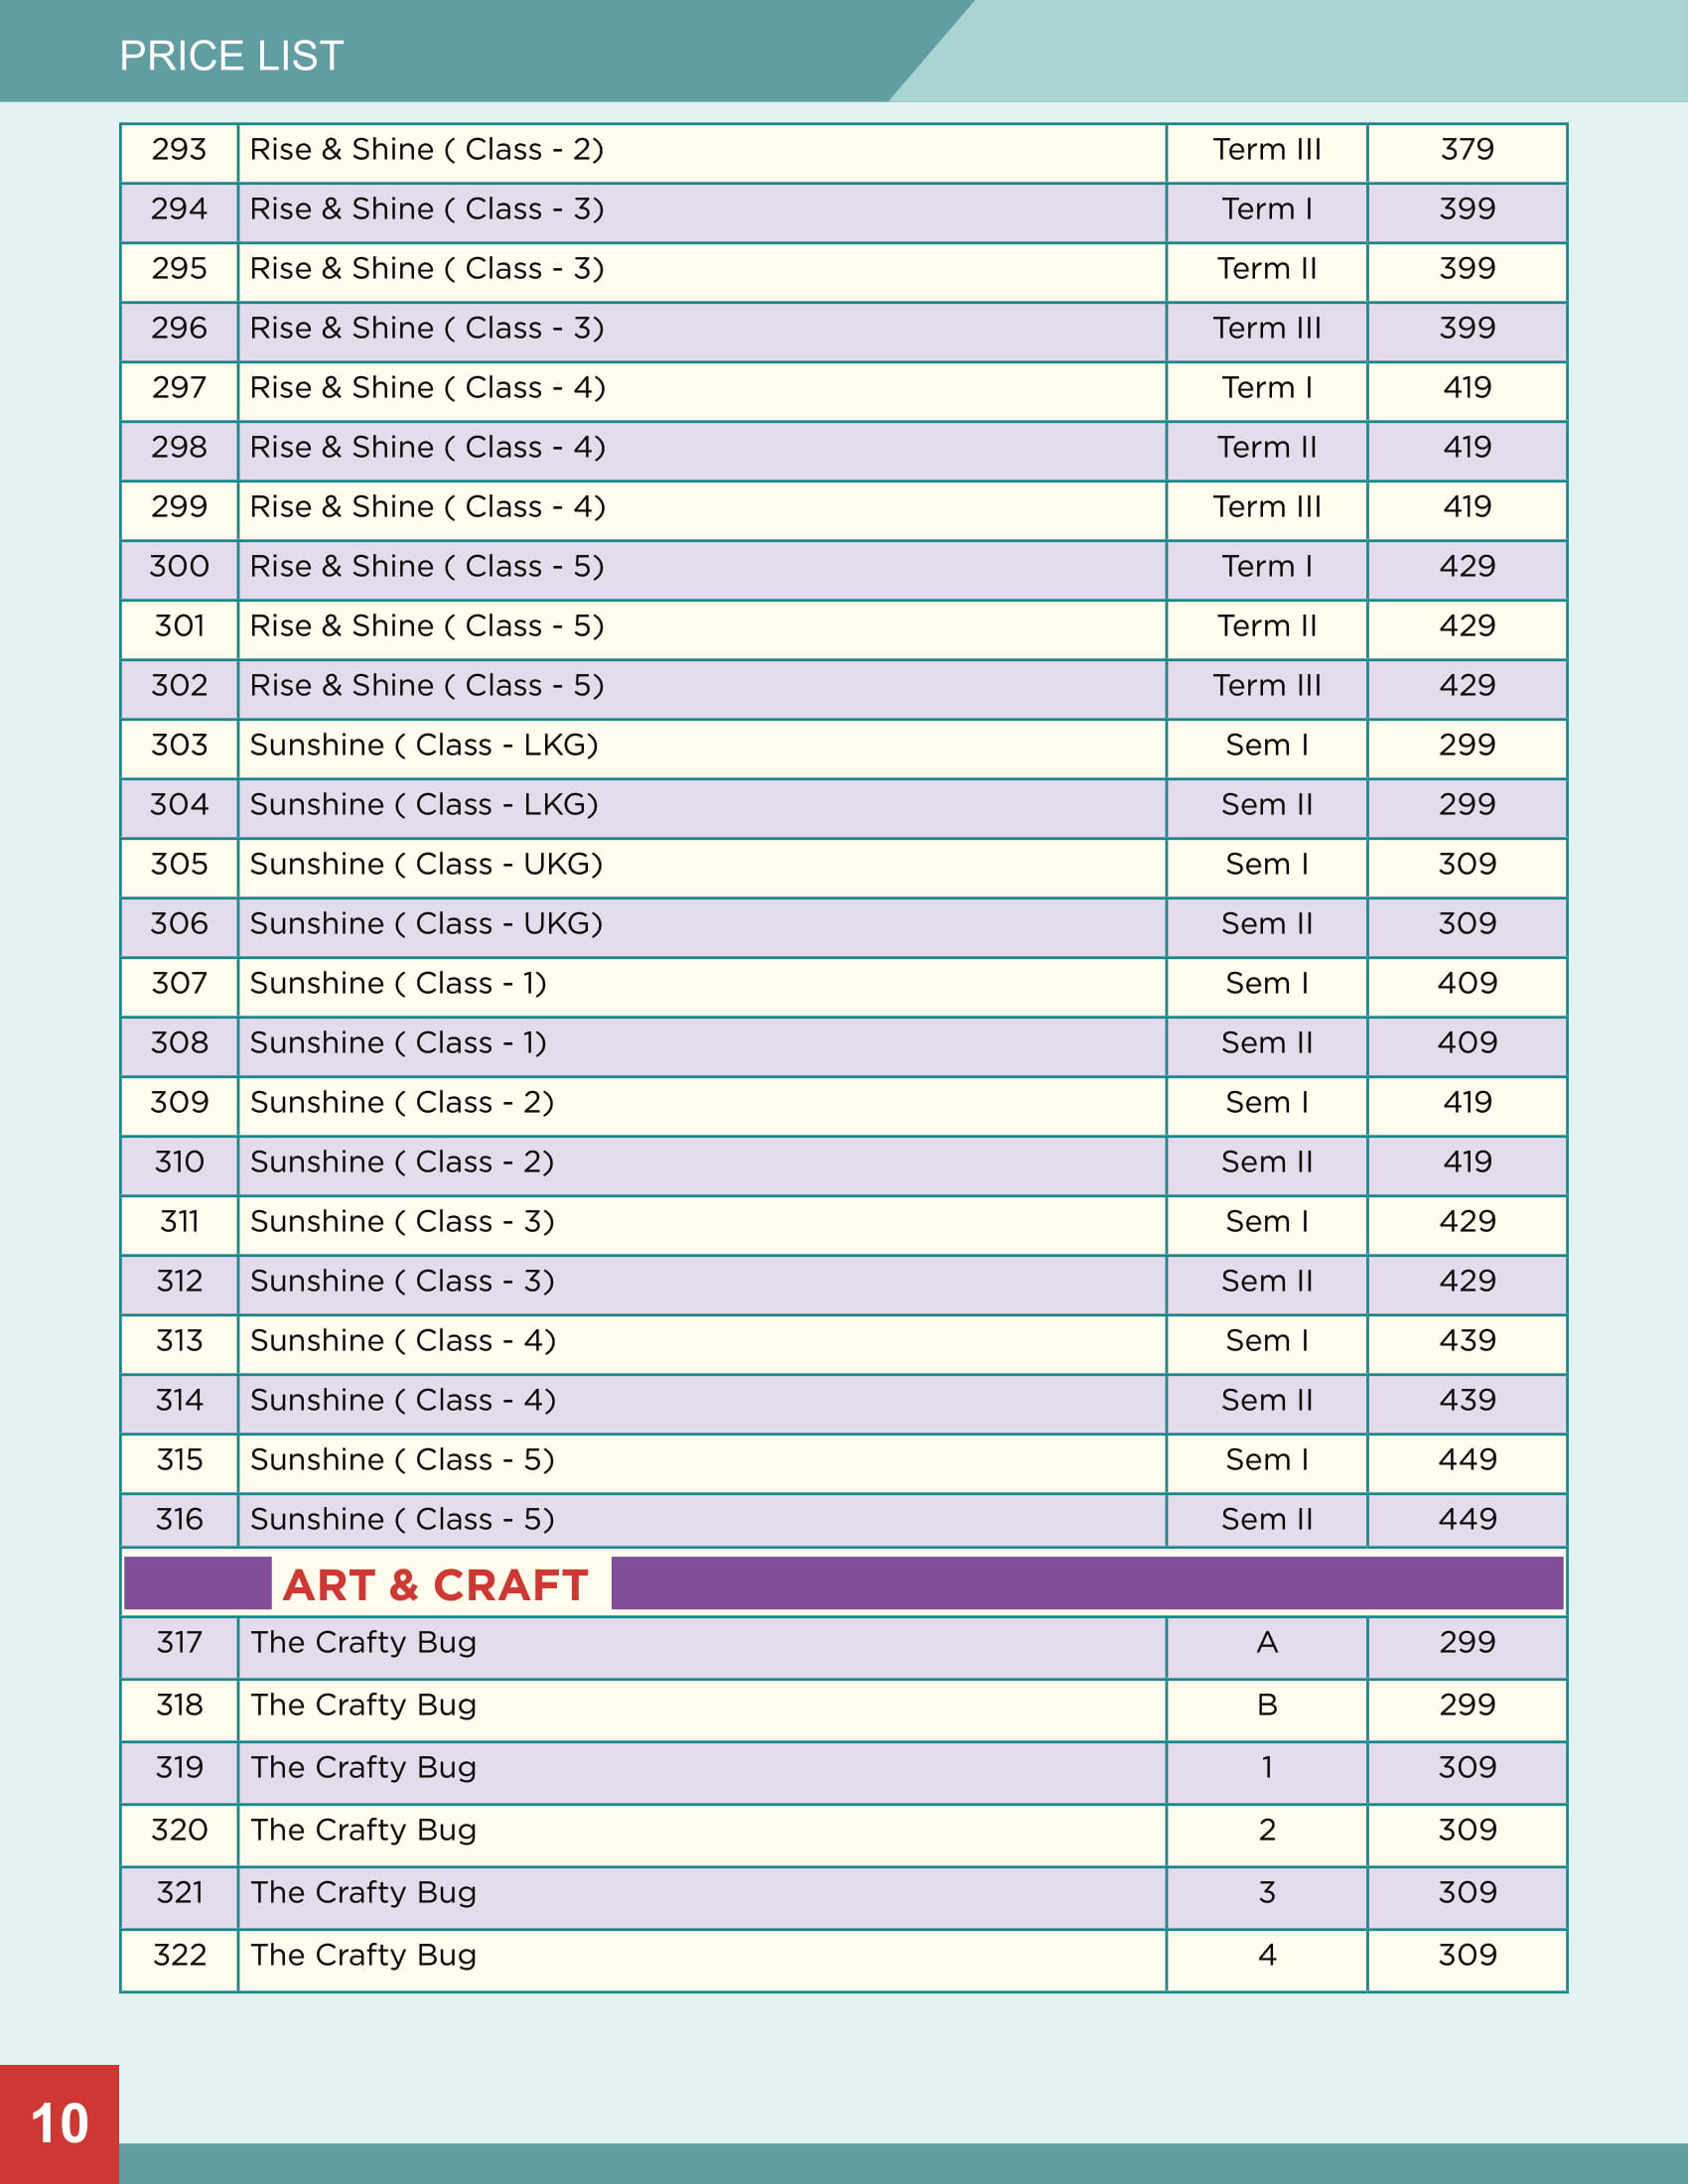 PRICE LIST
293 Rise & Shine ( Class - 2) Term III 379
294 Rise & Shine ( Class - 3) Term I 399
295 Rise & Shine ( Class - 3) Term II 399
296 Rise & Shine ( Class - 3) Term III 399
297 Rise & Shine ( Class - 4) Term I 419
298 Rise & Shine ( Class - 4) Term II 419
299 Rise & Shine ( Class - 4) Term III 419
300 Rise & Shine ( Class - 5) Term I 429
301 Rise & Shine ( Class - 5) Term II 429
302 Rise & Shine ( Class - 5) Term III 429
303 Sunshine ( Class - LKG) Sem I 299
304 Sunshine ( Class - LKG) Sem II 299
305 Sunshine ( Class - UKG) Sem I 309
306 Sunshine ( Class - UKG) Sem II 309
307 Sunshine ( Class - 1) Sem I 409
308 Sunshine ( Class - 1) Sem II 409
309 Sunshine ( Class - 2) Sem I 419
310 Sunshine ( Class - 2) Sem II 419
311 Sunshine ( Class - 3) Sem I 429
312 Sunshine ( Class - 3) Sem II 429
313 Sunshine ( Class - 4) Sem I 439
314 Sunshine ( Class - 4) Sem II 439
315 Sunshine ( Class - 5) Sem I 449
316 Sunshine ( Class - 5) Sem II 449
ART & CRAFT
317 The Crafty Bug A 299
318 The Crafty Bug B 299
319 The Crafty Bug 1 309
320 The Crafty Bug 2 309
321 The Crafty Bug 3 309
322 The Crafty Bug 4 309
10